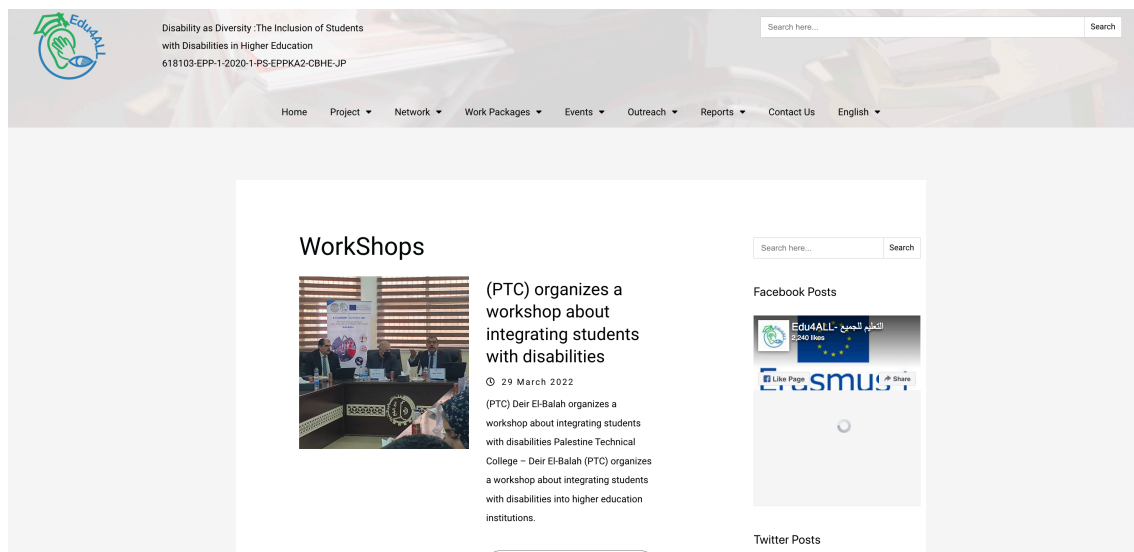 Edu4ALL
Disability as Diversity :The Inclusion of Students
with Disabilities in Higher Education
618103-EPP-1-2020-1-PS-EPPKA2-CBHE-JP
Search here...
Search
Home
Project
Network
Work Packages
Events
Outreach
Reports
Contact Us
English
WorkShops
(PTC) organizes a
workshop about
integrating students
with disabilities
29 March 2022
(PTC) Deir El-Balah organizes a
workshop about integrating students
with disabilities Palestine Technical
College – Deir El-Balah (PTC) organizes
a workshop about integrating students
with disabilities into higher education
institutions.
Search here...
Search
Facebook Posts
Edu4ALL- التعليم للجميع
2,240 likes
Like Page
Share
Erasmus+
Twitter Posts